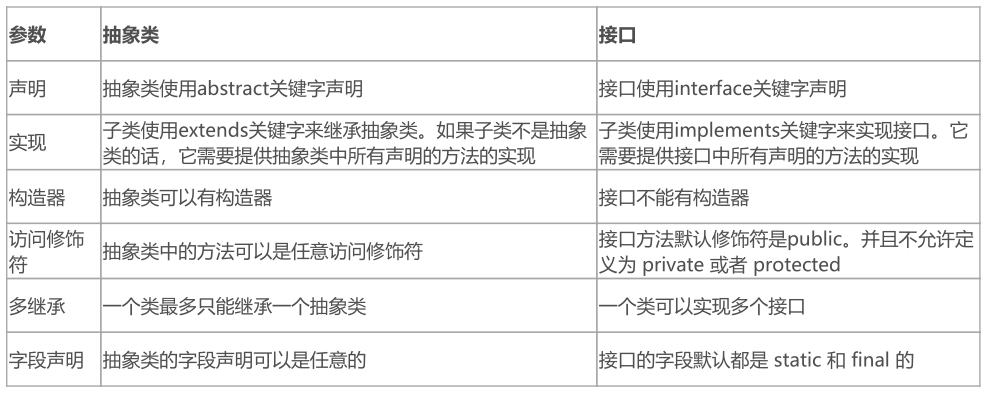 参数 抽象类 接口
声明 抽象类使用abstract关键字声明 接口使用interface关键字声明
实现 子类使用extends关键字来继承抽象类。如果子类不是抽象 子类使用implements关键字来实现接口。它
类的话，它需要提供抽象类中所有声明的方法的实现 需要提供接口中所有声明的方法的实现
构造器 抽象类可以有构造器 接口不能有构造器
访问修饰 抽象类中的方法可以是任意访问修饰符 接口方法默认修饰符是public。并且不允许定
符 义为 private 或者 protected
多继承 一个类最多只能继承一个抽象类 一个类可以实现多个接口
字段声明 抽象类的字段声明可以是任意的 接口的字段默认都是 static 和 final 的